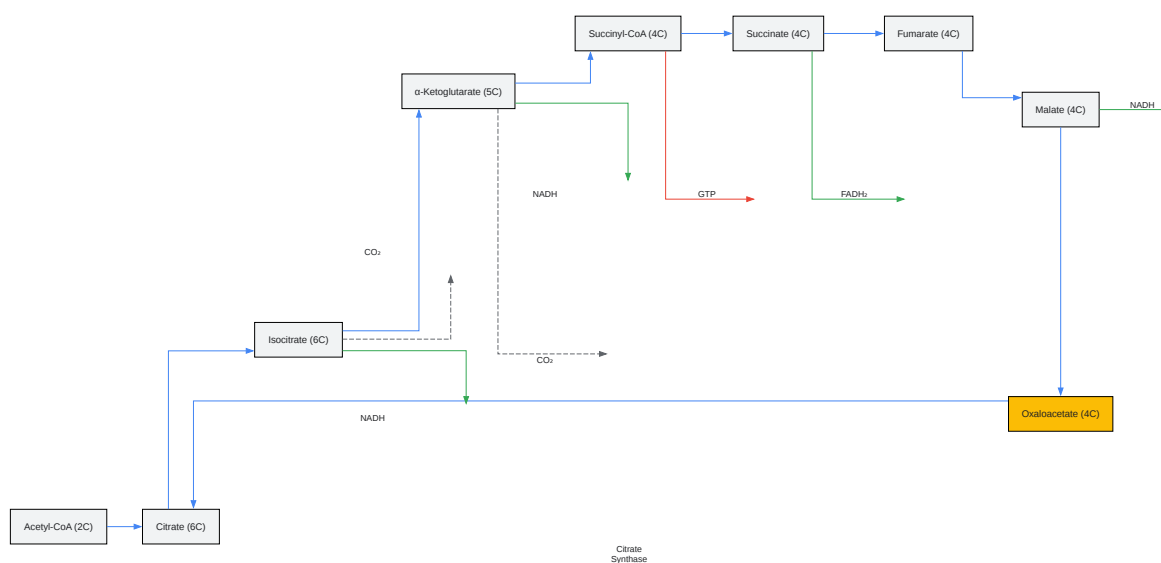 Succinyl-CoA (4C)
Succinate (4C)
Fumarate (4C)
α-Ketoglutarate (5C)
Malate (4C)
NADH
NADH
GTP
FADH₂
CO₂
Isocitrate (6C)
CO₂
NADH
Oxaloacetate (4C)
Acetyl-CoA (2C)
Citrate (6C)
Citrate
Synthase